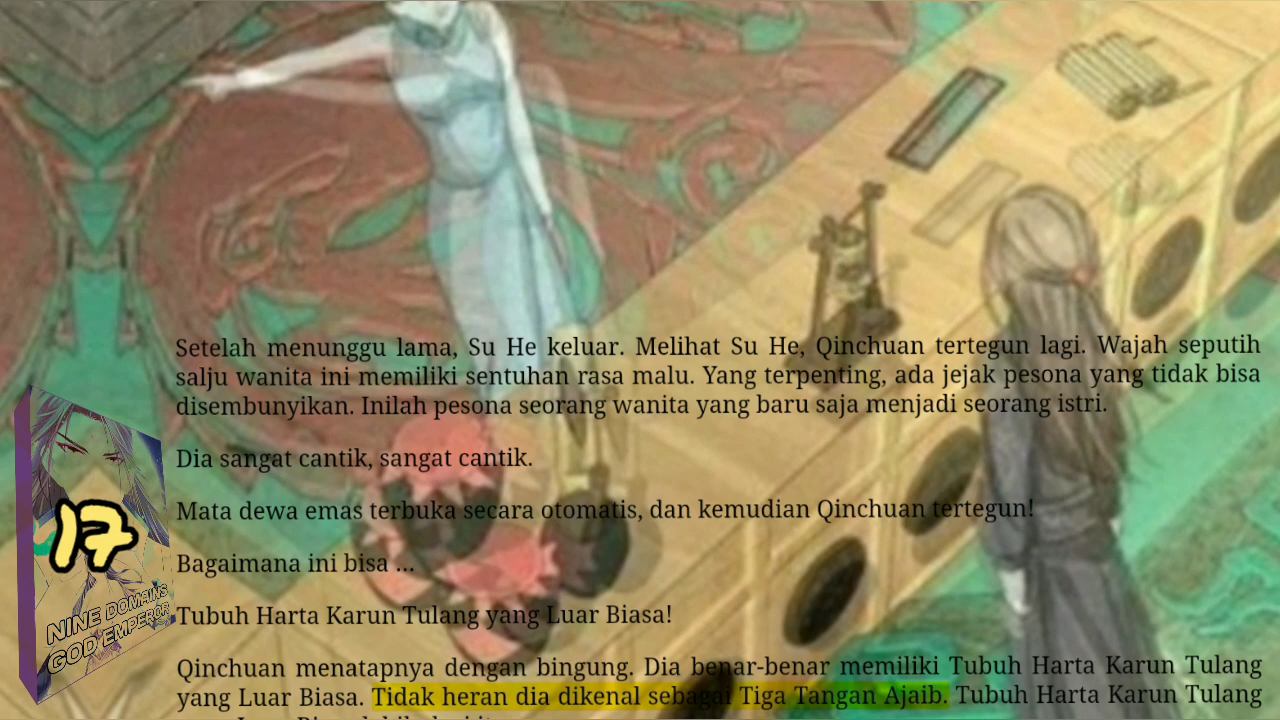 Setelah menunggu lama, Su He keluar. Melihat Su He, Qinchuan tertegun lagi. Wajah seputih
salju wanita ini memiliki sentuhan rasa malu. Yang terpenting, ada jejak pesona yang tidak bisa
disembunyikan. Inilah pesona seorang wanita yang baru saja menjadi seorang istri.
Dia sangat cantik, sangat cantik.
Mata dewa emas terbuka secara otomatis, dan kemudian Qinchuan tertegun!
Bagaimana ini bisa ...
Tubuh Harta Karun Tulang yang Luar Biasa!
Qinchuan menatapnya dengan bingung. Dia benar-benar memiliki Tubuh Harta Karun Tulang
yang Luar Biasa. Tidak heran dia dikenal sebagai Tiga Tangan Ajaib. Tubuh Harta Karun Tulang
17
NINE DOMAINS
GOD EMPEROR